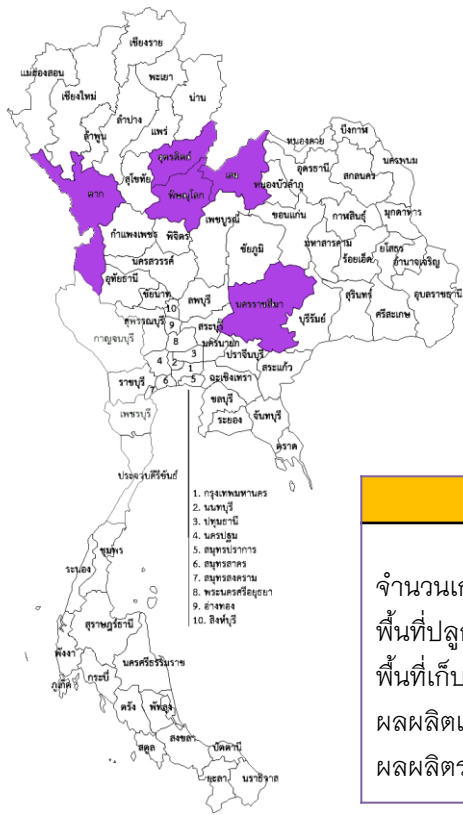 เชียงราย
แม่ฮ่องสอน
พะเยา
เชียงใหม่
น่าน
ลำปาง
ลำพูน
แพร่
อุตรดิตถ์
เลย
หนองคาย
บึงกาฬ
อุดรธานี
นครพนม
สกลนคร
หนองบัวลำภู
สุโขทัย
ตาก
พิษณุโลก
เพชรบูรณ์
ขอนแก่น
กาฬสินธุ์
มุกดาหาร
กำแพงเพชร
พิจิตร
ชัยภูมิ
มหาสารคาม
ร้อยเอ็ด
ยโสธร
อำนาจเจริญ
นครสวรรค์
อุทัยธานี
ชัยนาท
ลพบุรี
นครราชสีมา
บุรีรัมย์
สุรินทร์
ศรีสะเกษ
อุบลราชธานี
10
สุพรรณบุรี
9
สระบุรี
กาญจนบุรี
8
นครนายก
ปราจีนบุรี
4
2
3
1
สระแก้ว
ราชบุรี
6
5
ฉะเชิงเทรา
7
ชลบุรี
เพชรบุรี
ระยอง
จันทบุรี
ตราด
ประจวบคีรีขันธ์
1. กรุงเทพมหานคร
2. นนทบุรี
3. ปทุมธานี
4. นครปฐม
5. สมุทรปราการ
6. สมุทรสาคร
7. สมุทรสงคราม
8. พระนครศรีอยุธยา
9. อ่างทอง
10. สิงห์บุรี
ชุมพร
ระนอง
สุราษฎร์ธานี
พังงา
นครศรีธรรมราช
ภูเก็ต
กระบี่
ตรัง
พัทลุง
สงขลา
สตูล
ปัตตานี
ยะลา
นราธิวาส
พื้นที่ปลูก
ผลผลิต